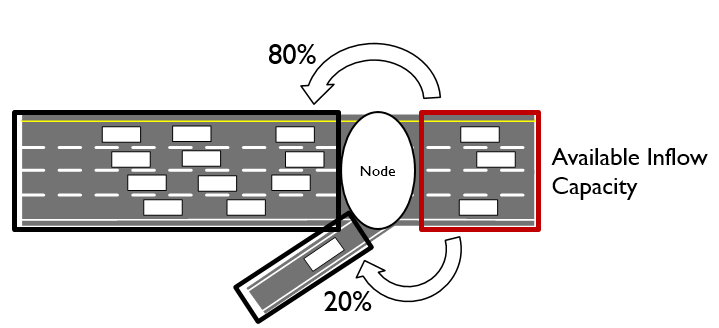 80%
Node
Available Inflow
Capacity
20%